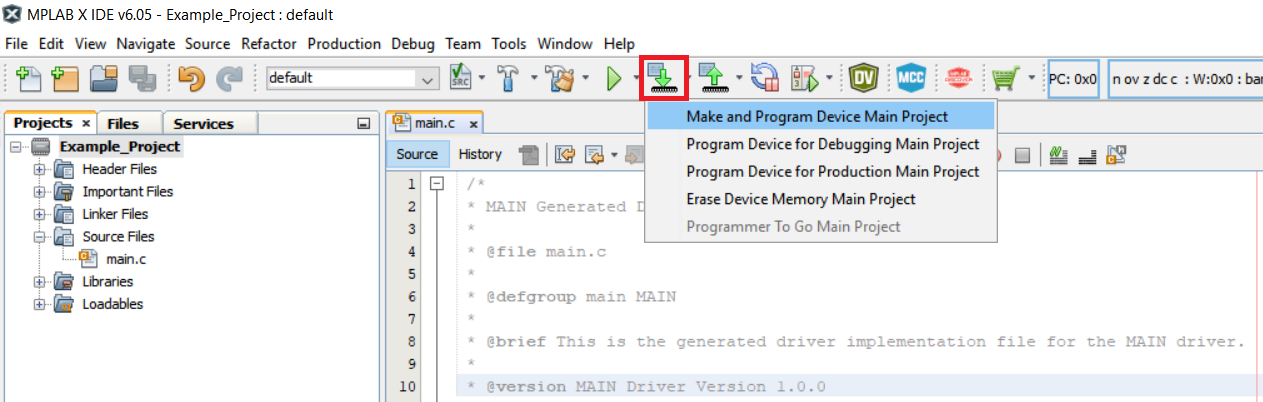 MPLAB X IDE v6.05 - Example_Project : default
File Edit View Navigate Source Refactor Production Debug Team Tools Window Help
default
SRC
DV
MCC
PC: 0x0
n ov z dc c : W:0x0 : ban
Projects × Files Services
main.c ×
Make and Program Device Main Project
Program Device for Debugging Main Project
Program Device for Production Main Project
Erase Device Memory Main Project
Programmer To Go Main Project
Example_Project
Header Files
Important Files
Linker Files
Source Files
main.c
Libraries
Loadables
Source History
1 /*
2 * MAIN Generated D
3 *
4 * @file main.c
5 *
6 * @defgroup main MAIN
7 *
8 * @brief This is the generated driver implementation file for the MAIN driver.
9 *
10 * @version MAIN Driver Version 1.0.0